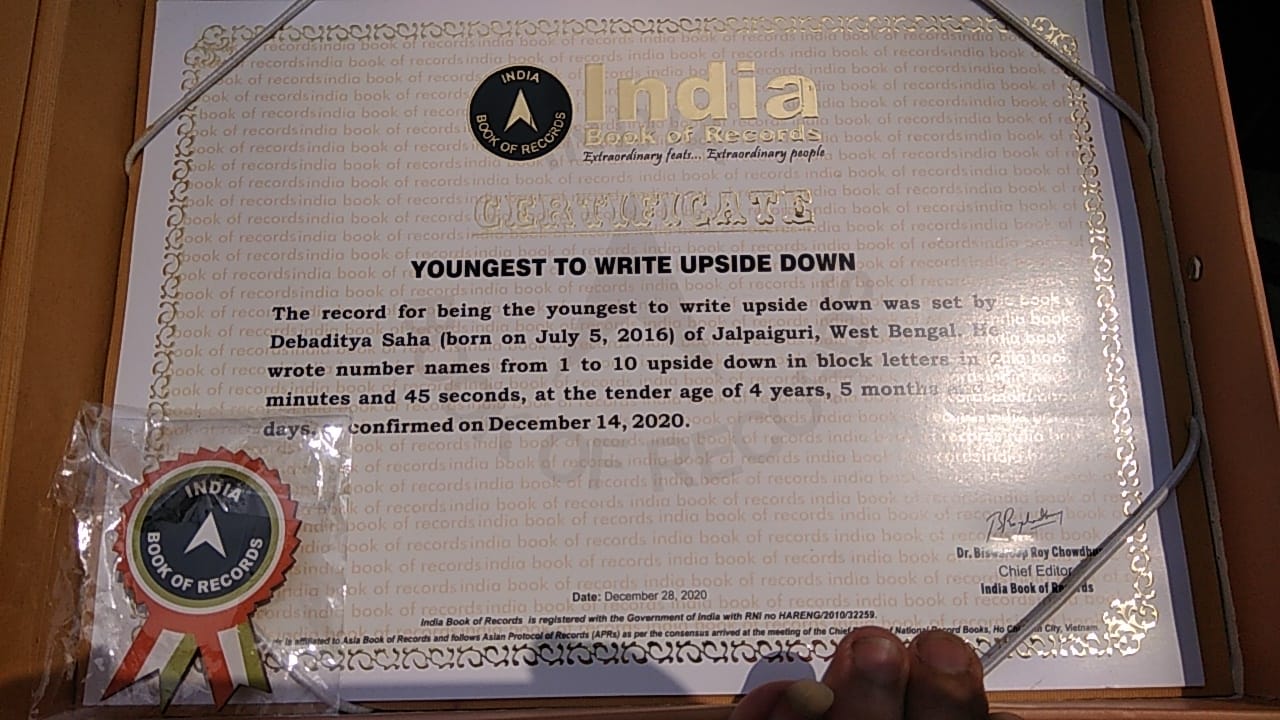 INDIA
BOOK OF RECORDS
India
Book of Records
Extraordinary feats... Extraordinary people
CERTIFICATE
YOUNGEST TO WRITE UPSIDE DOWN
The record for being the youngest to write upside down was set by
Debaditya Saha (born on July 5, 2016) of Jalpaiguri, West Bengal. He
wrote number names from 1 to 10 upside down in block letters in 2
minutes and 45 seconds, at the tender age of 4 years, 5 months and
days, confirmed on December 14, 2020.
INDIA
BOOK OF RECORDS
Dr. Roy
Chief Editor
India Book of Records
Date: December 28, 2020
India Book of Records is registered with the Government of India with RNI no HARENG/2010/32259.
is affiliated to Asia Book of Records and follows Asian Protocol of Records (APRs) as per the consensus arrived at the meeting of the Chief National Record Books, Ho City, Vietnam.